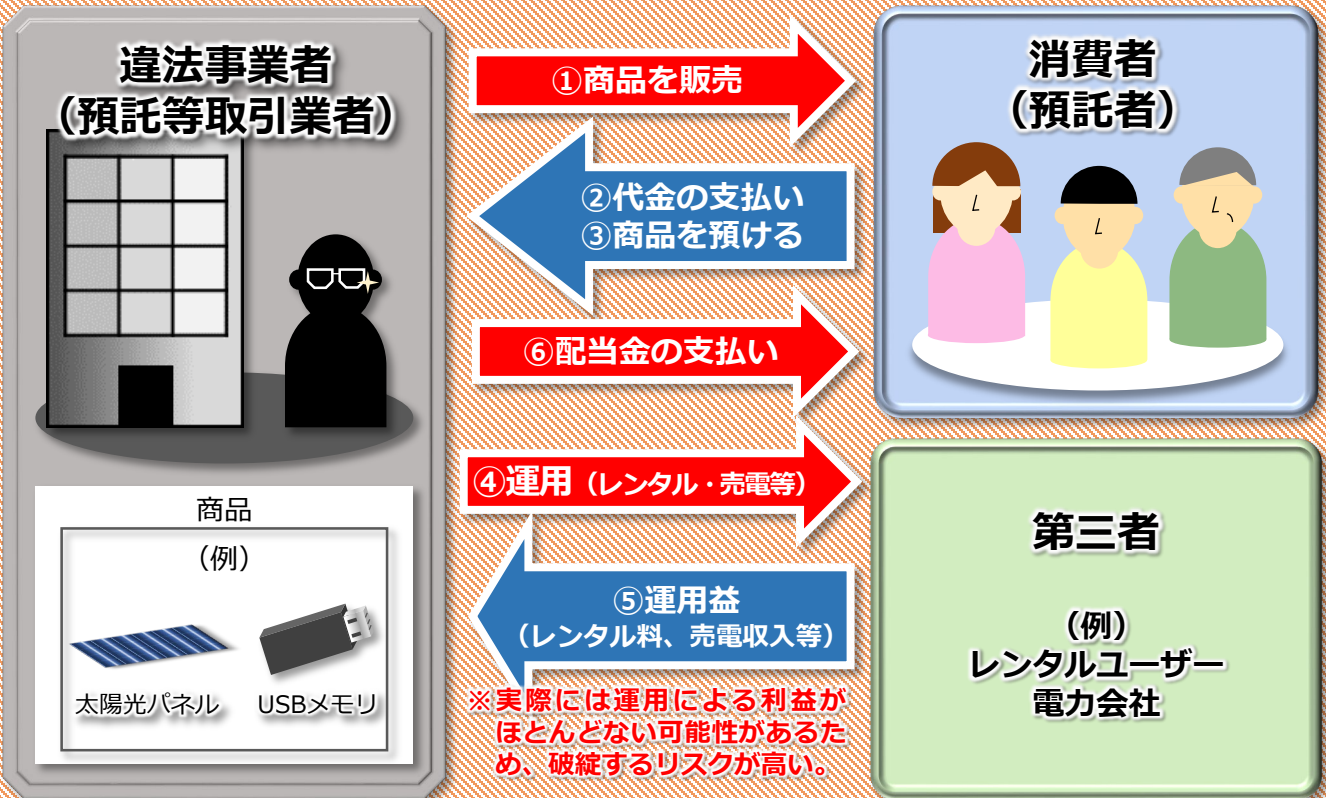 違法事業者
（預託等取引業者）
商品
（例）
太陽光パネル
USBメモリ
①商品を販売
②代金の支払い
③商品を預ける
⑥配当金の支払い
④運用（レンタル・売電等）
⑤運用益
（レンタル料、売電収入等）
※実際には運用による利益が
ほとんどない可能性があるた
め、破綻するリスクが高い。
消費者
（預託者）
第三者
（例）
レンタルユーザー
電力会社